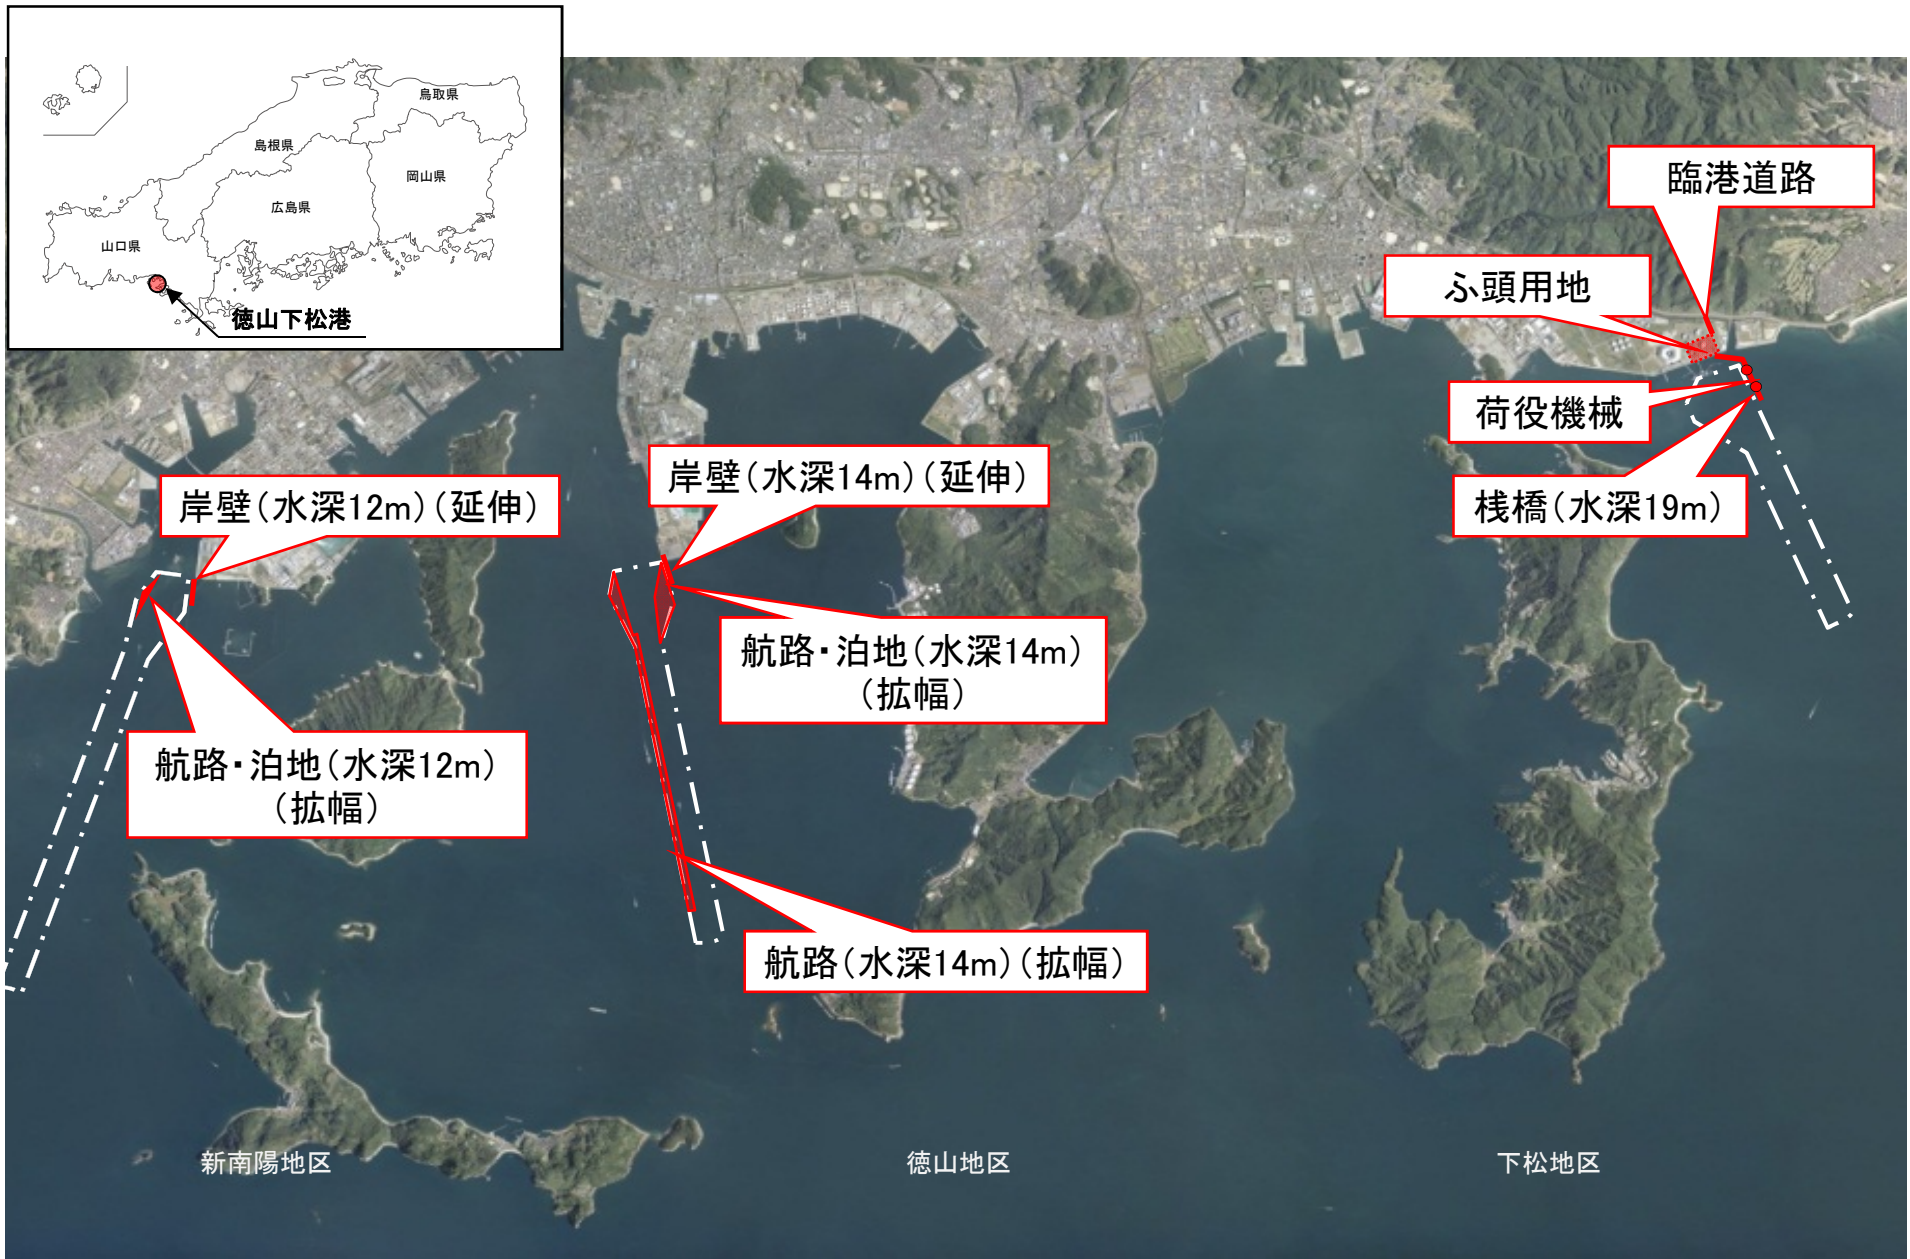 鳥取県
島根県
岡山県
広島県
山口県
徳山下松港
臨港道路
ふ頭用地
荷役機械
桟橋(水深19m)
岸壁(水深14m)(延伸)
岸壁(水深12m)(延伸)
航路・泊地(水深14m)
(拡幅)
航路・泊地(水深12m)
(拡幅)
航路(水深14m)(拡幅)
新南陽地区
徳山地区
下松地区